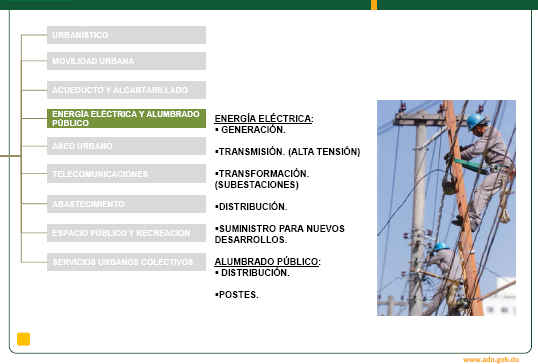 URBANÍSTICO
MOVILIDAD URBANA
ACUEDUCTO Y ALCANTARILLADO
ENERGÍA ELÉCTRICA Y ALUMBRADO
PÚBLICO
ASEO URBANO
TELECOMUNICACIONES
ABASTECIMIENTO
ESPACIO PÚBLICO Y RECREACIÓN
SERVICIOS URBANOS COLECTIVOS
ENERGÍA ELÉCTRICA:
▪ GENERACIÓN.
▪TRANSMISIÓN. (ALTA TENSIÓN)
▪TRANSFORMACIÓN.
(SUBESTACIONES)
▪DISTRIBUCIÓN.
▪SUMINISTRO PARA NUEVOS
DESARROLLOS.
ALUMBRADO PÚBLICO:
▪ DISTRIBUCIÓN.
▪POSTES.
www.adn.gob.do